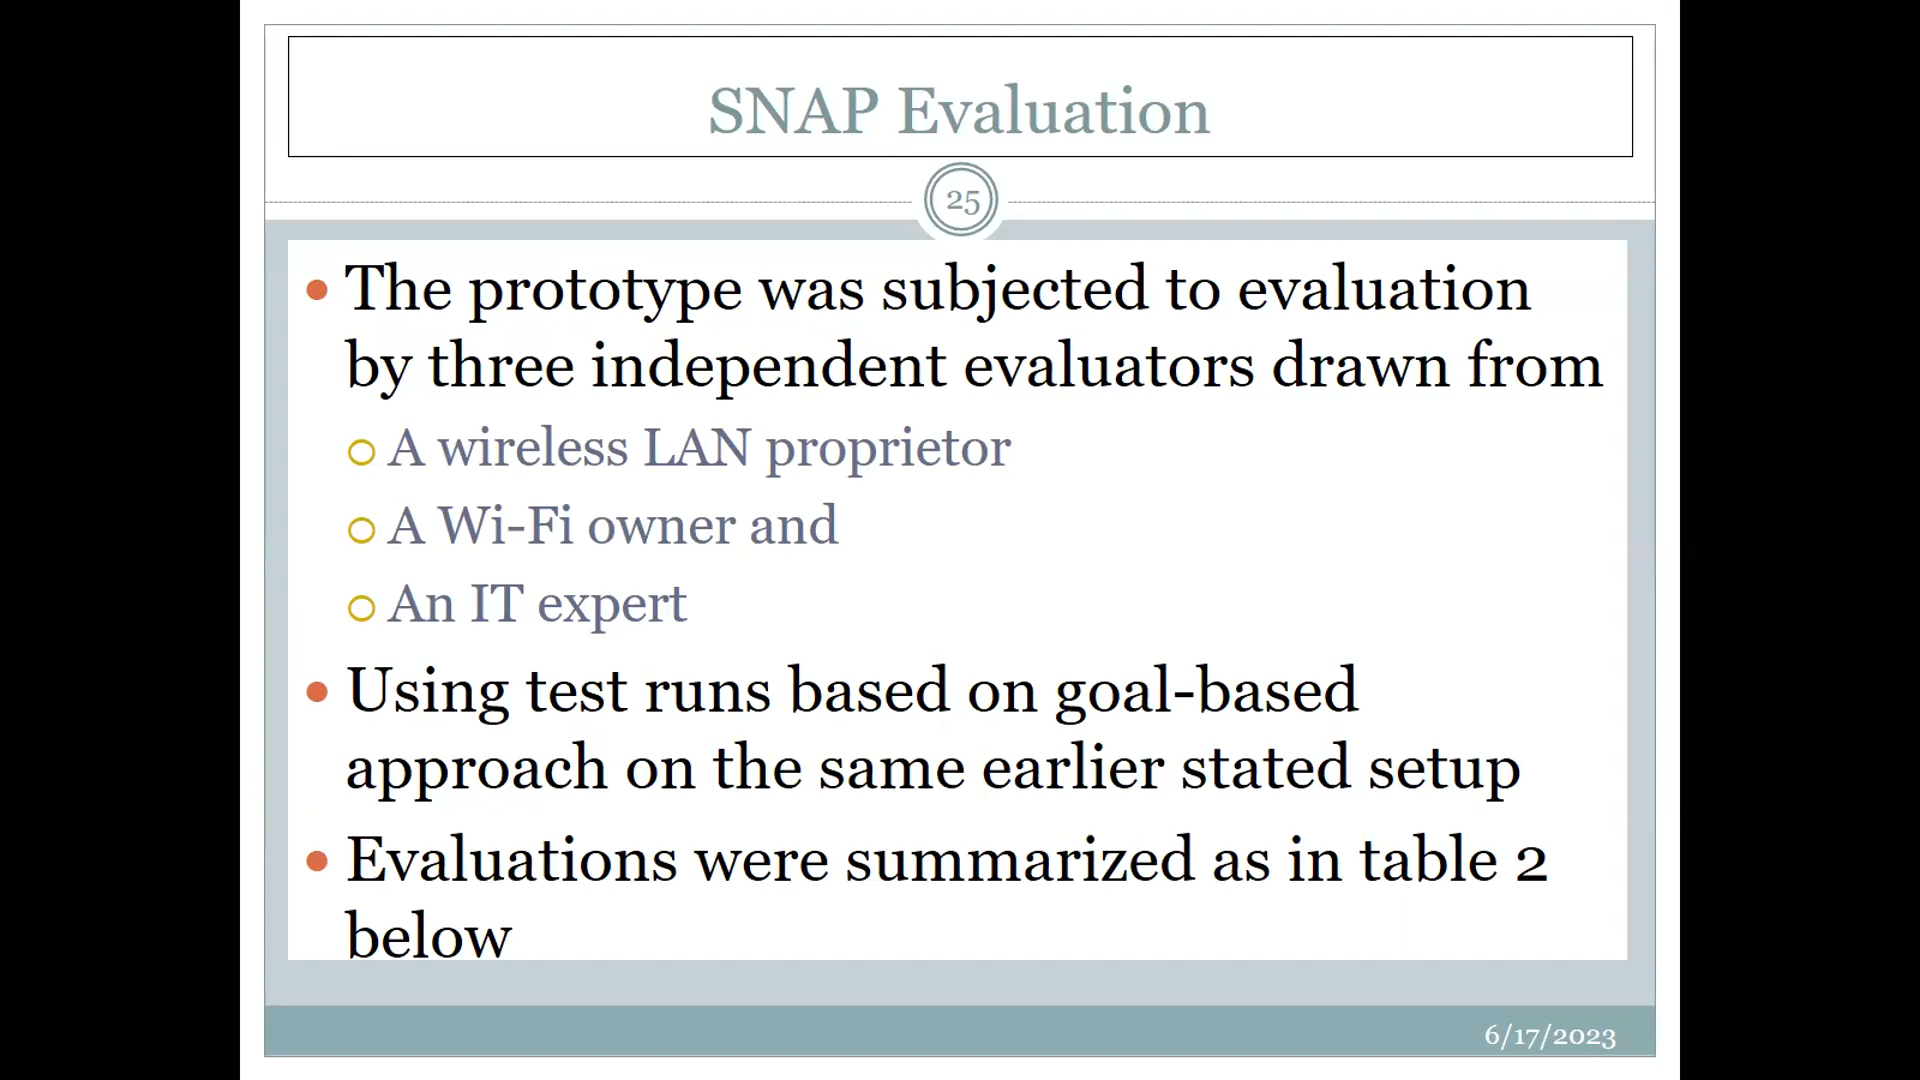 SNAP Evaluation
25
The prototype was subjected to evaluation
by three independent evaluators drawn from
A wireless LAN proprietor
A Wi-Fi owner and
An IT expert
Using test runs based on goal-based
approach on the same earlier stated setup
Evaluations were summarized as in table 2
below
6/17/2023